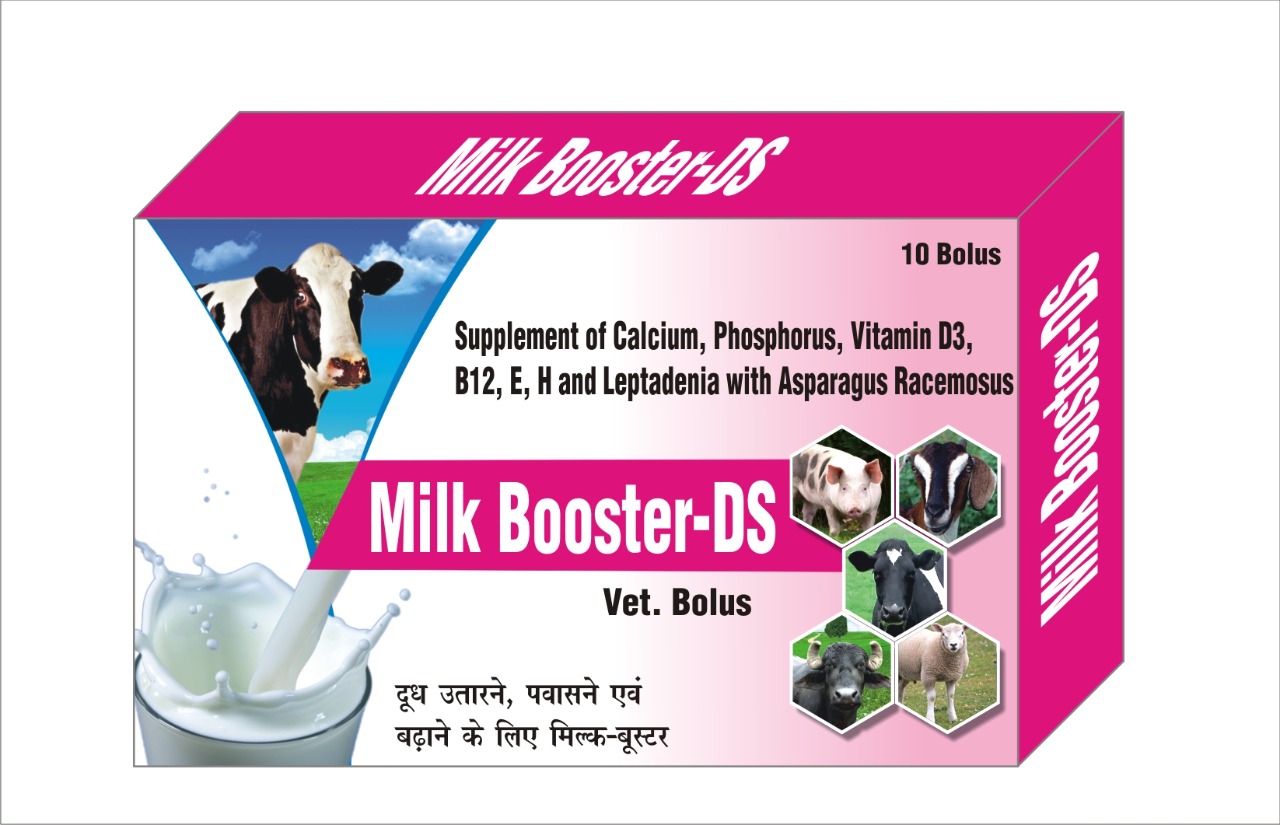 Milk Booster-DS
10 Bolus
Supplement of Calcium, Phosphorus, Vitamin D3,
B12, E, H and Leptadenia with Asparagus Racemosus
Milk Booster-DS
Vet. Bolus
दूध उतारने, पवासने एवं
बढ़ाने के लिए मिल्क-बूस्टर
Milk Booster-DS